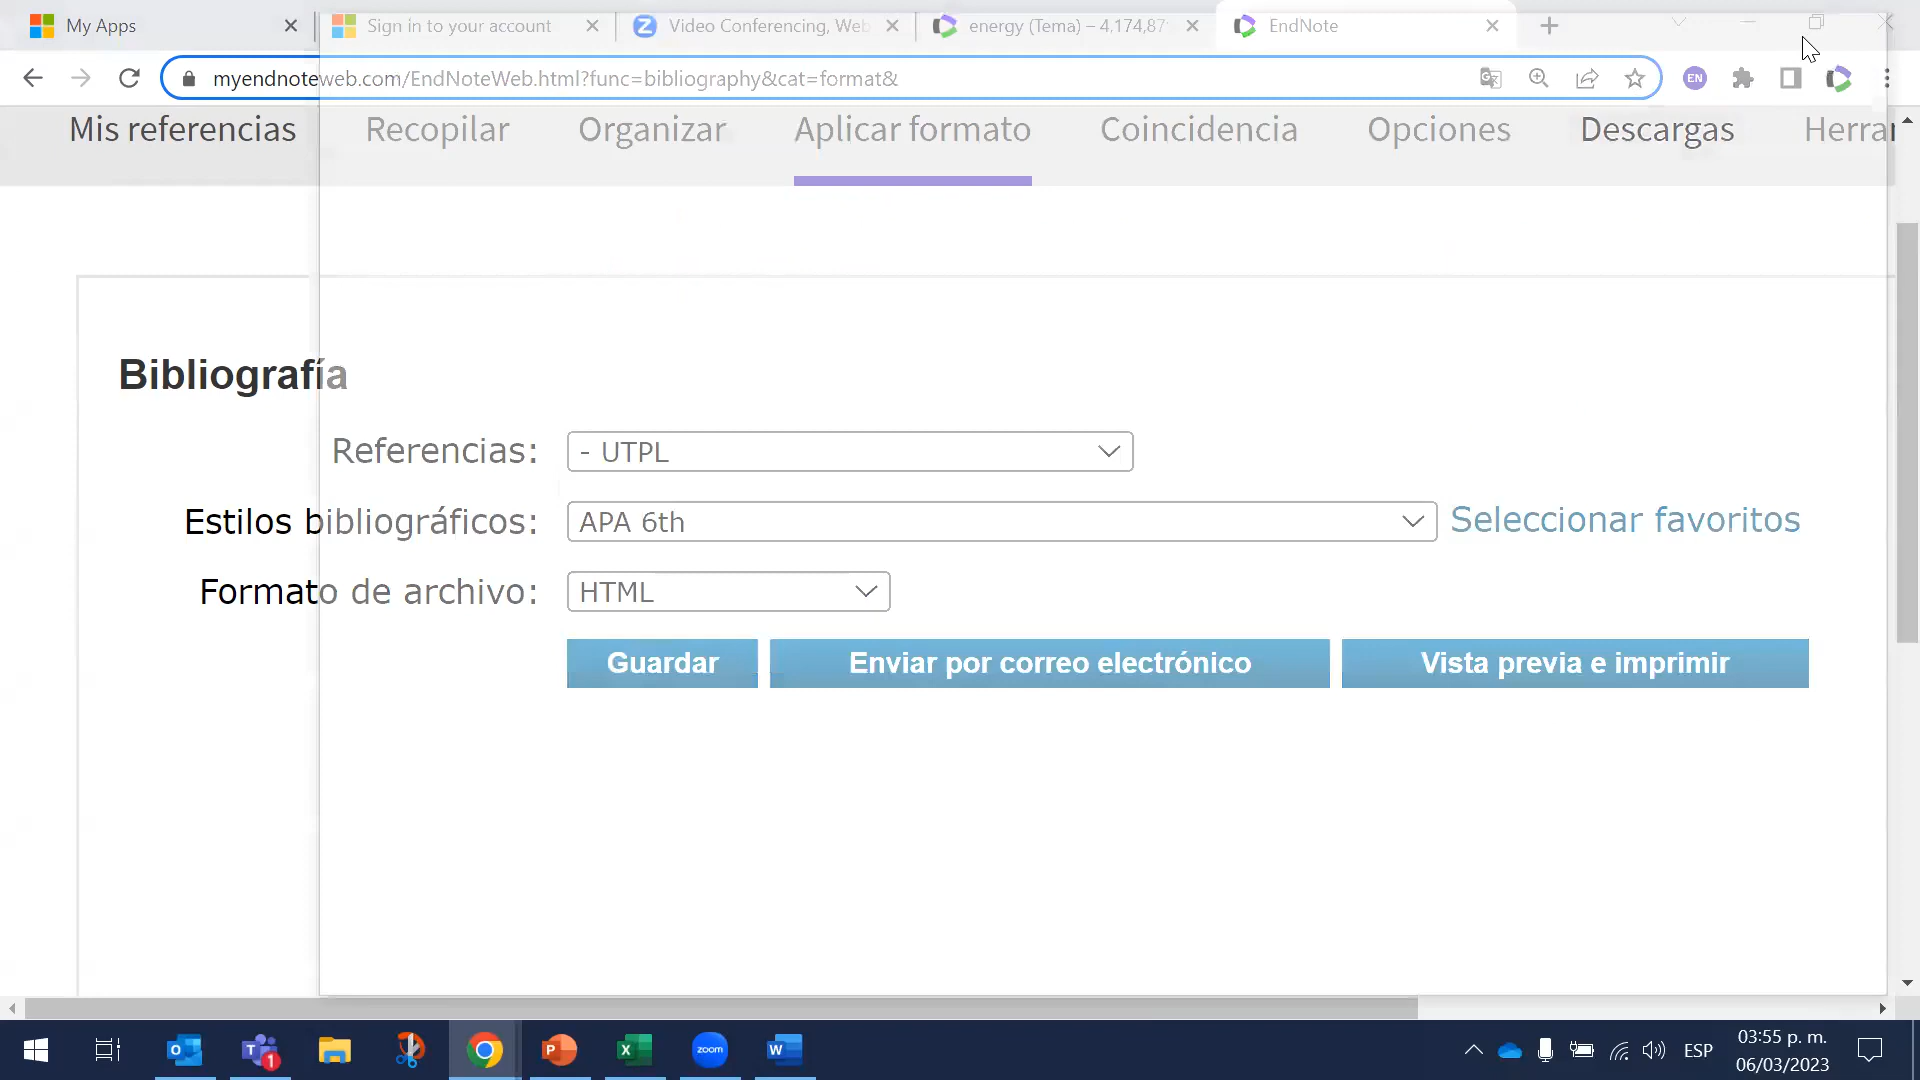 My Apps
Sign in to your account
Video Conferencing, Web
energy (Tema) – 4,174,87
EndNote
myendnoteweb.com/EndNoteWeb.html?func=bibliography&cat=format&
EN
Mis referencias
Recopilar
Organizar
Aplicar formato
Coincidencia
Opciones
Descargas
Herra
Bibliografía
Referencias:
- UTPL
Estilos bibliográficos:
APA 6th
Seleccionar favoritos
Formato de archivo:
HTML
Guardar
Enviar por correo electrónico
Vista previa e imprimir
zoom
ESP
03:55 p. m.
06/03/2023